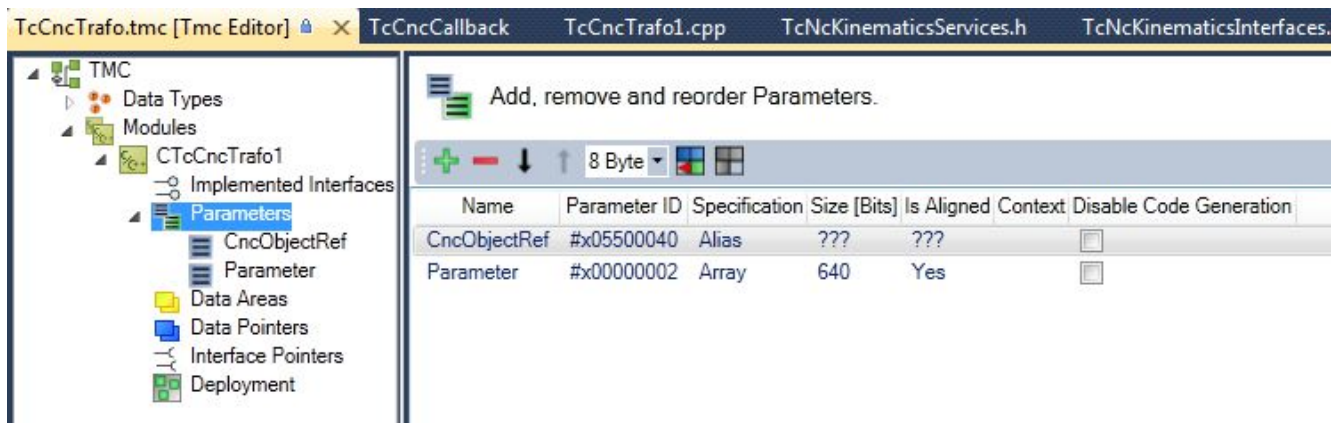 TcCncTrafo.tmc [Tmc Editor] TcCncCallback TcCncTrafo1.cpp TcNcKinematicsServices.h TcNcKinematicsInterfaces.
TMC
Data Types
Modules
CTcCncTrafo1
Implemented Interfaces
Parameters
CncObjectRef
Parameter
Data Areas
Data Pointers
Interface Pointers
Deployment
Add, remove and reorder Parameters.
8 Byte
Name Parameter ID Specification Size [Bits] Is Aligned Context Disable Code Generation
CncObjectRef #x05500040 Alias ??? ???
Parameter #x00000002 Array 640 Yes